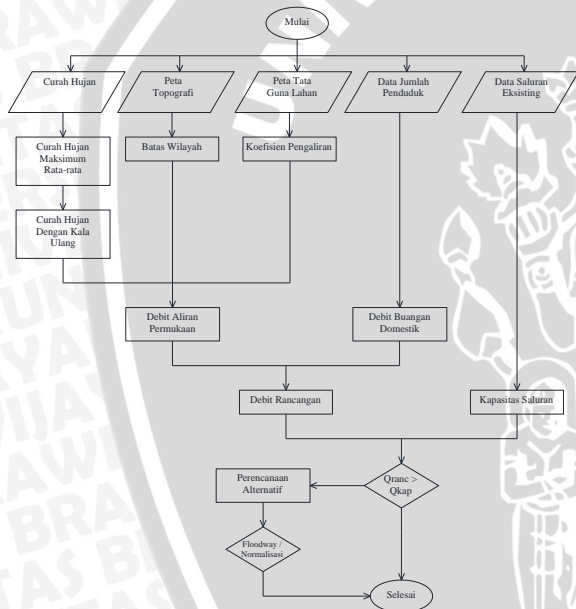 Mulai
Curah Hujan
Peta
Topografi
Peta Tata
Guna Lahan
Data Jumlah
Penduduk
Data Saluran
Eksisting
Curah Hujan
Maksimum
Rata-rata
Batas Wilayah
Koefisien Pengaliran
Curah Hujan
Dengan Kala
Ulang
Debit Aliran
Permukaan
Debit Buangan
Domestik
Debit Rancangan
Kapasitas Saluran
Perencanaan
Alternatif
Qranc >
Qkap
Floodway /
Normalisasi
Selesai